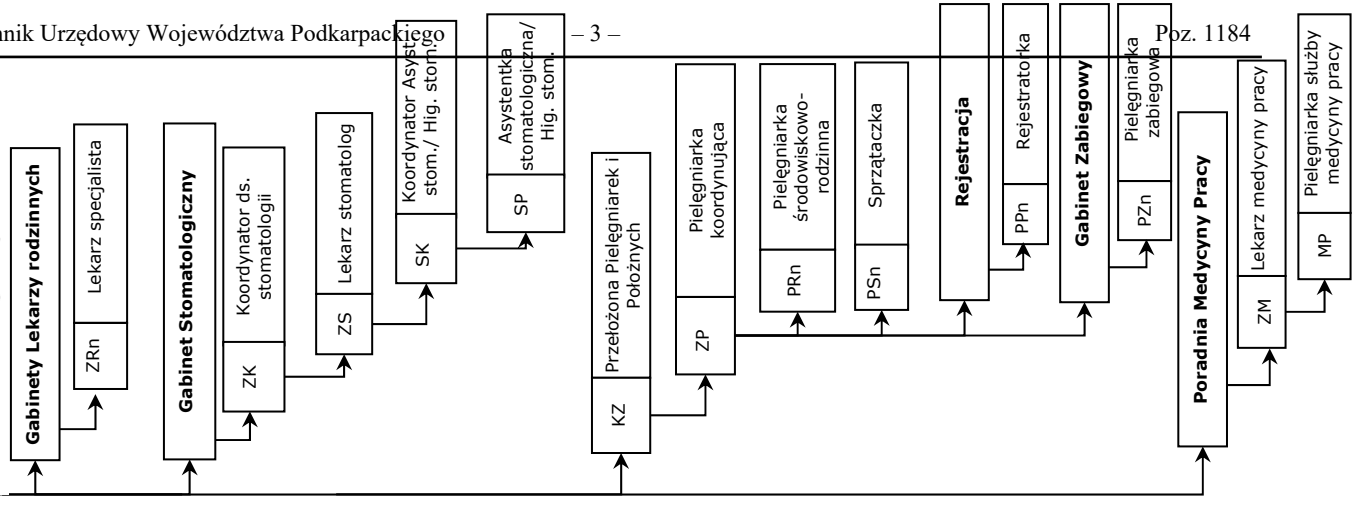 nnik Urzędowy Województwa Podkarpackiego
– 3 –
Poz. 1184
Gabinety Lekarzy rodzinnych
ZRn
Lekarz specjalista
Gabinet Stomatologiczny
ZK
Koordynator ds.
stomatologii
ZS
Lekarz stomatolog
SK
Koordynator Asyst.
stom./ Hig. stom.
SP
Asystentka
stomatologiczna/
Hig. stom.
KZ
Przełożona Pielęgniarek i
Położnych
ZP
Pielęgniarka
koordynująca
PRn
Pielęgniarka
środowiskowo-
rodzinna
PSn
Sprzątaczka
Rejestracja
PPn
Rejestratorka
Gabinet Zabiegowy
PZn
Pielęgniarka
zabiegowa
Poradnia Medycyny Pracy
ZM
Lekarz medycyny pracy
MP
Pielęgniarka służby
medycyny pracy